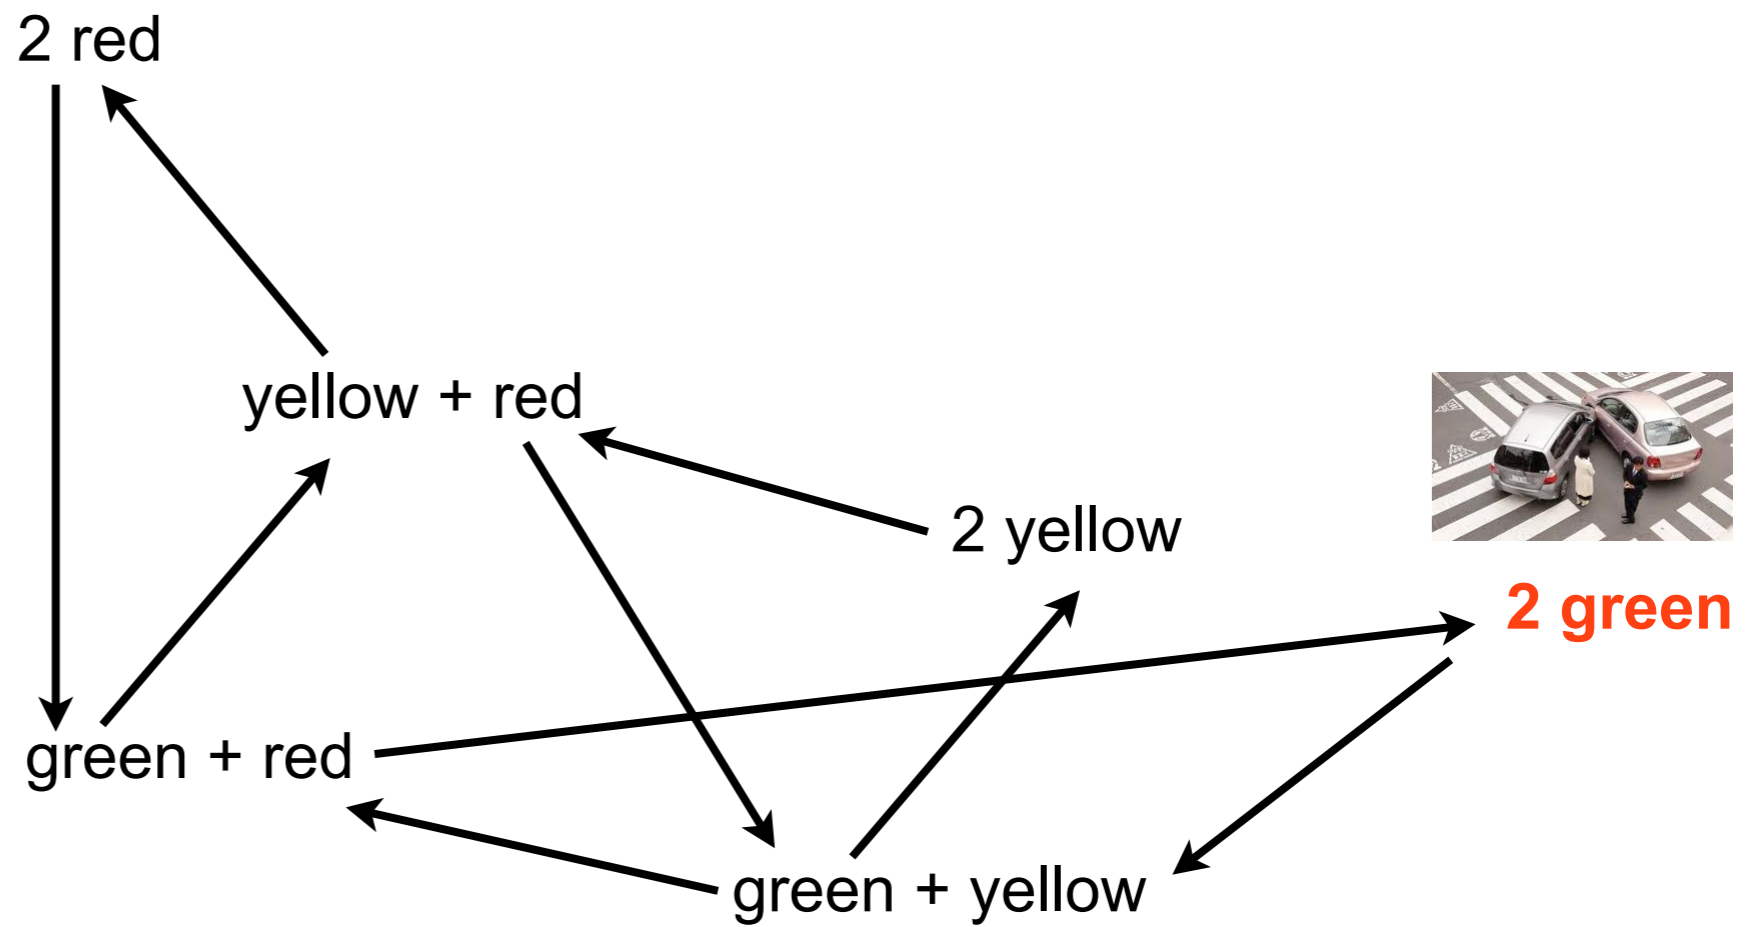 2 red
yellow + red
2 yellow
2 green
green + red
green + yellow